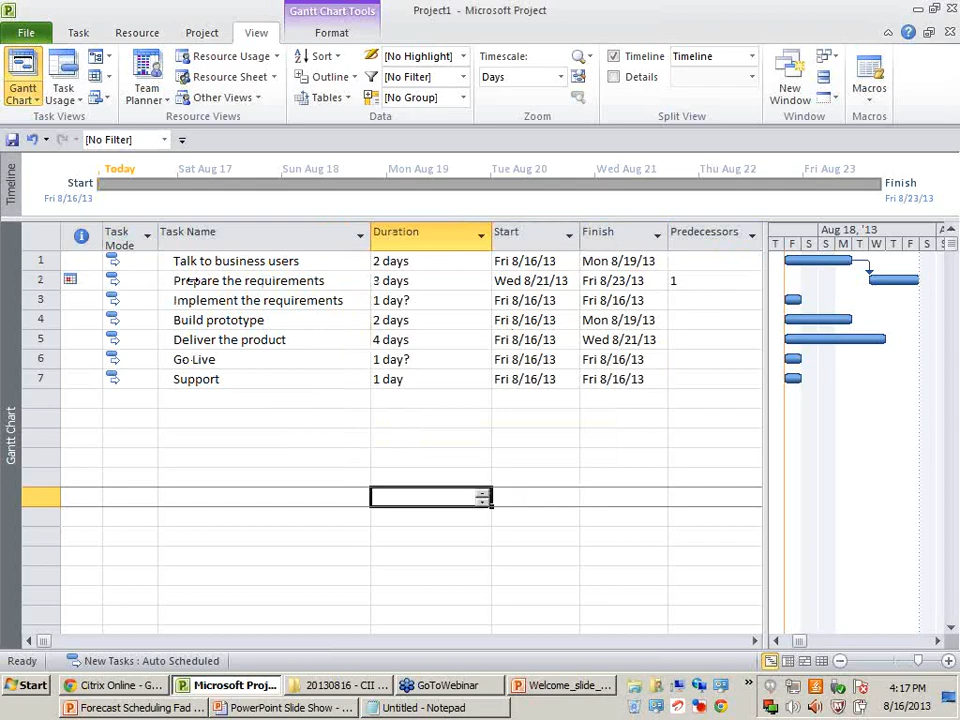 Gantt Chart Tools
Project1 - Microsoft Project
File Task Resource Project View Format
Gantt Chart
Task Usage
Team Planner
Resource Usage
Resource Sheet
Other Views
Sort
Outline
Tables
[No Highlight]
[No Filter]
[No Group]
Timescale:
Days
Timeline Timeline
Details
New Window
Macros
Task Views Resource Views Data Zoom Split View Window Macros
[No Filter]
Timeline
Today Sat Aug 17 Sun Aug 18 Mon Aug 19 Tue Aug 20 Wed Aug 21 Thu Aug 22 Fri Aug 23
Start Finish
Fri 8/16/13 Fri 8/23/13
Task Mode Task Name Duration Start Finish Predecessors
Aug 18, '13 A
T F S S M T W T F S S
1 Talk to business users 2 days Fri 8/16/13 Mon 8/19/13
2 Prepare the requirements 3 days Wed 8/21/13 Fri 8/23/13 1
3 Implement the requirements 1 day? Fri 8/16/13 Fri 8/16/13
4 Build prototype 2 days Fri 8/16/13 Mon 8/19/13
5 Deliver the product 4 days Fri 8/16/13 Wed 8/21/13
6 Go Live 1 day? Fri 8/16/13 Fri 8/16/13
7 Support 1 day Fri 8/16/13 Fri 8/16/13
Gantt Chart
Ready New Tasks : Auto Scheduled
Start Citrix Online - G... Microsoft Proj... 20130816 - CII ... GoToWebinar Welcome_slide_... 4:17 PM
Forecast Scheduling Fad ... PowerPoint Slide Show - ... Untitled - Notepad 8/16/2013